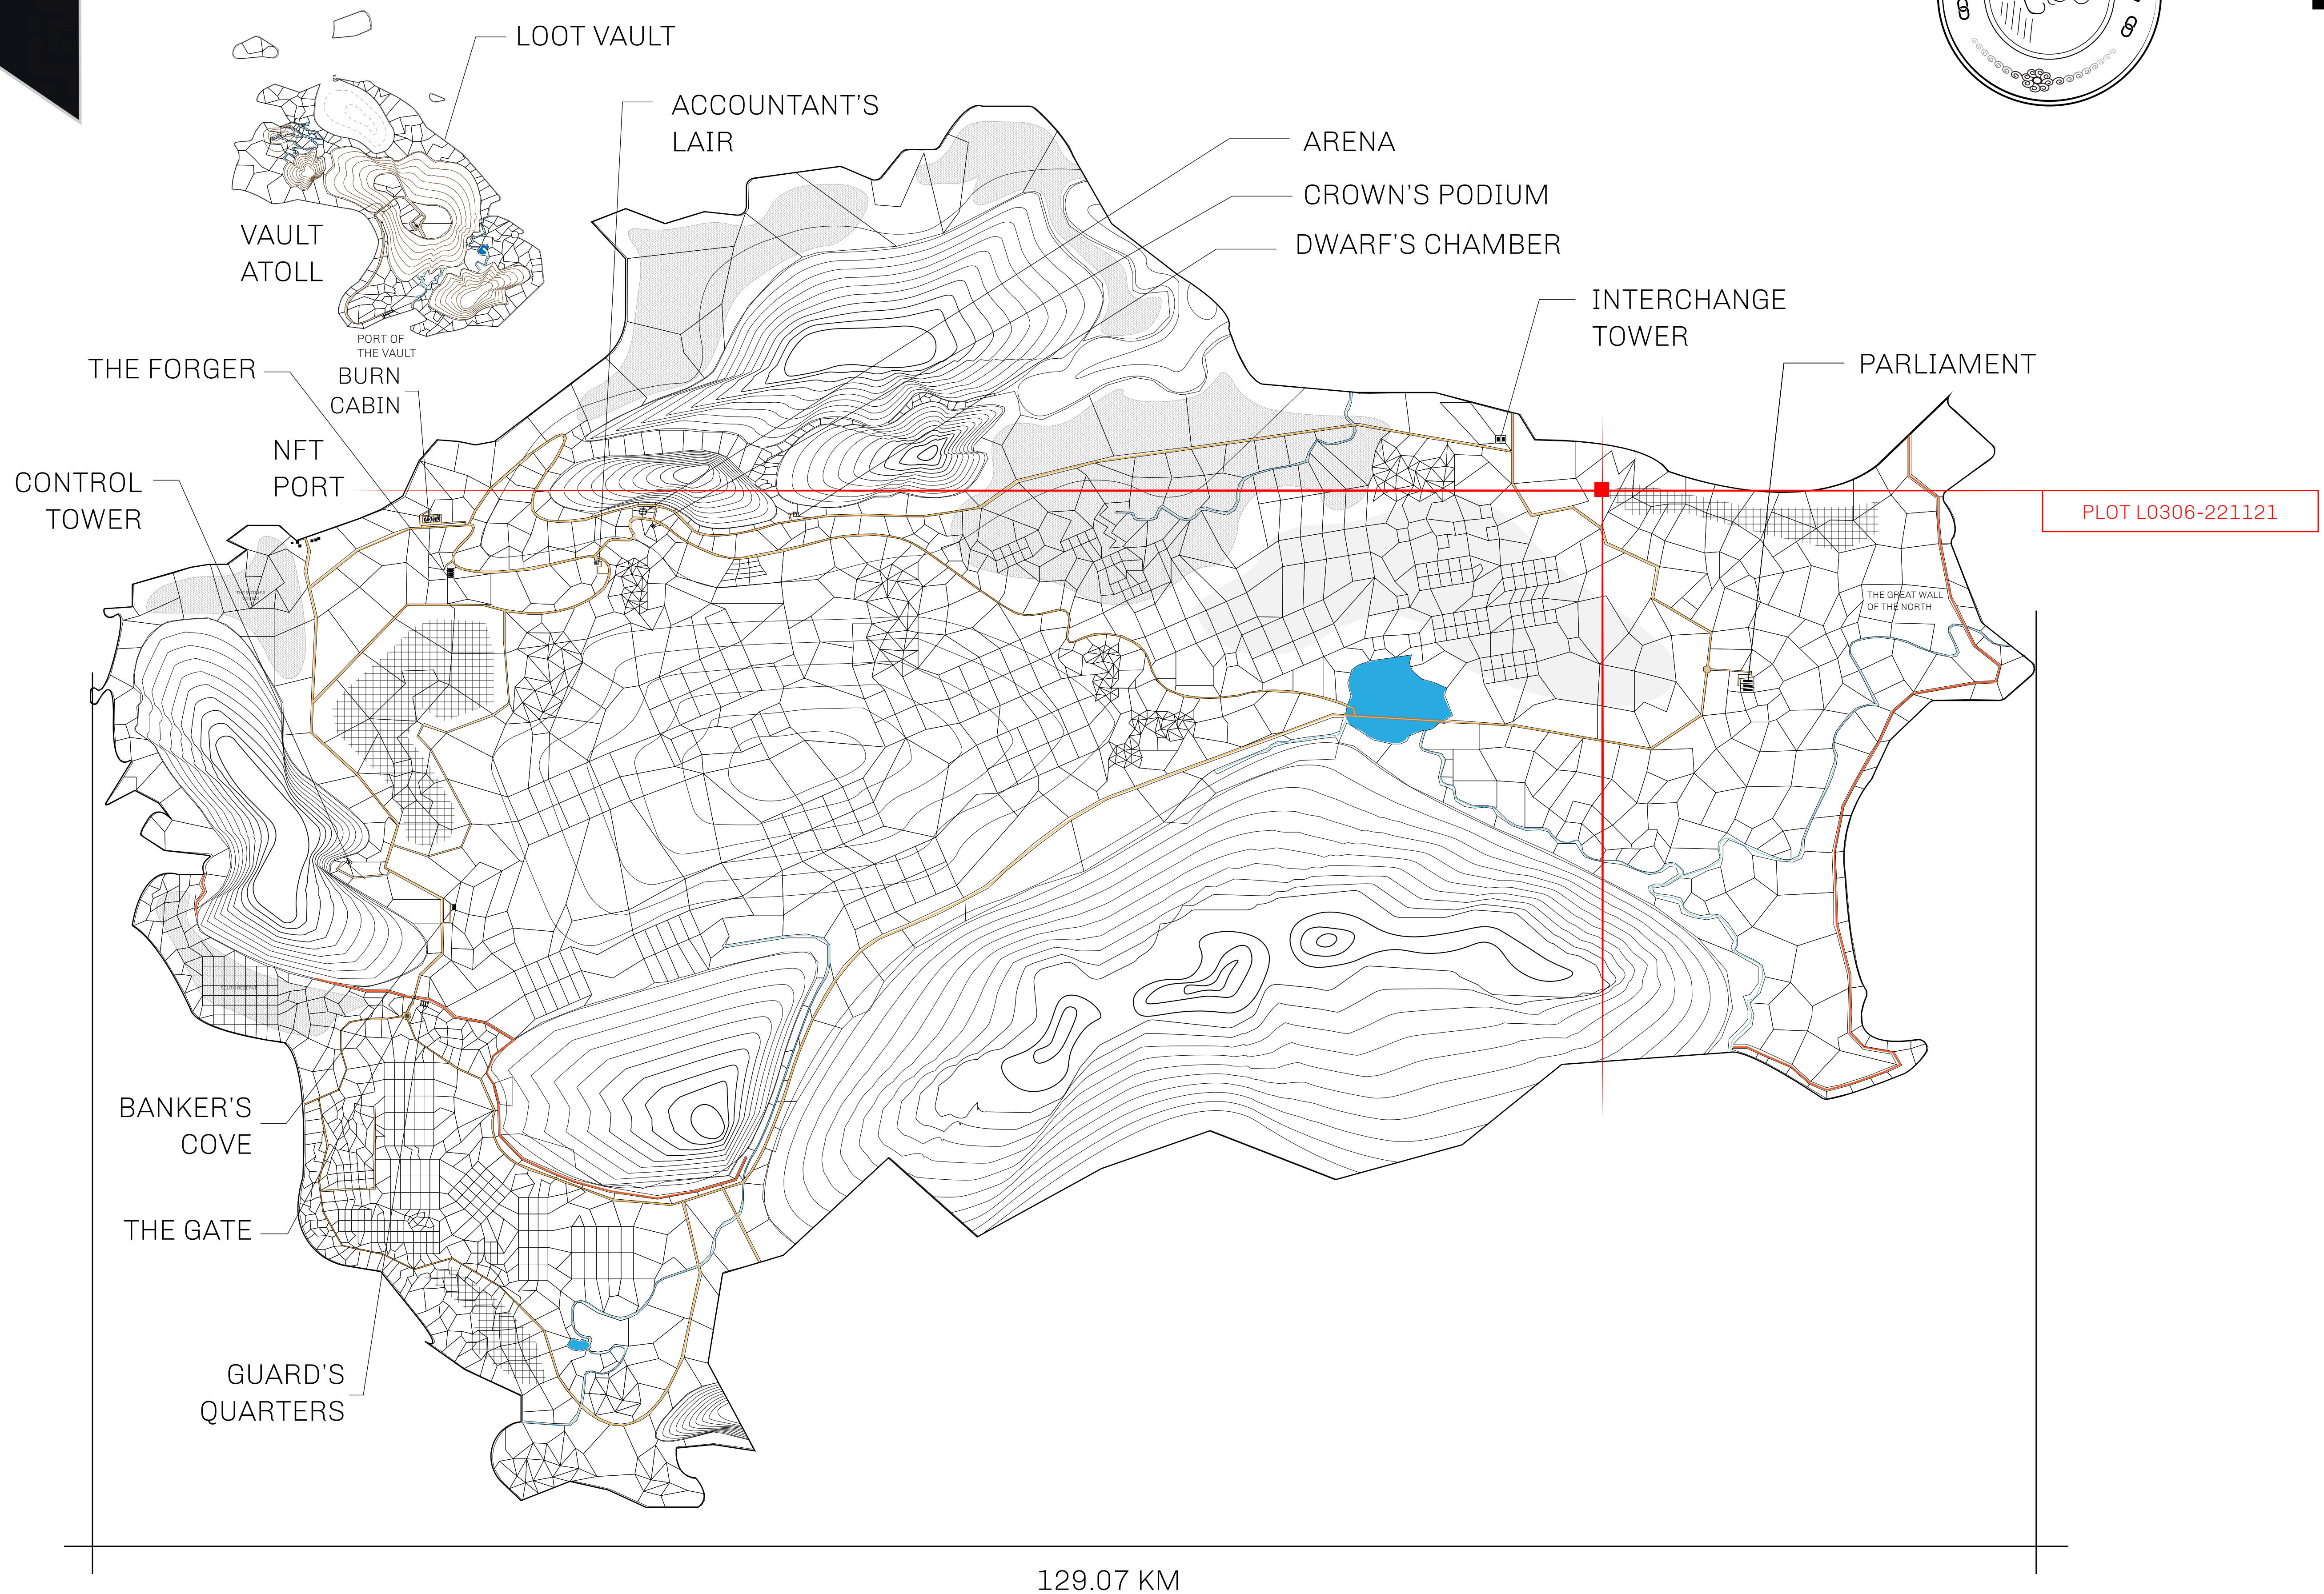 LOOT VAULT
ACCOUNTANT'S
LAIR
ARENA
CROWN'S PODIUM
DWARF'S CHAMBER
VAULT
ATOLL
INTERCHANGE
TOWER
PORT OF
THE VAULT
PARLIAMENT
THE FORGER
BURN
CABIN
NFT
PORT
CONTROL
TOWER
PLOT L0306-221121
THE GREAT WALL
OF THE NORTH
SOUTH RESERVE
BANKER'S
COVE
THE GATE
GUARD'S
QUARTERS
129.07 KM